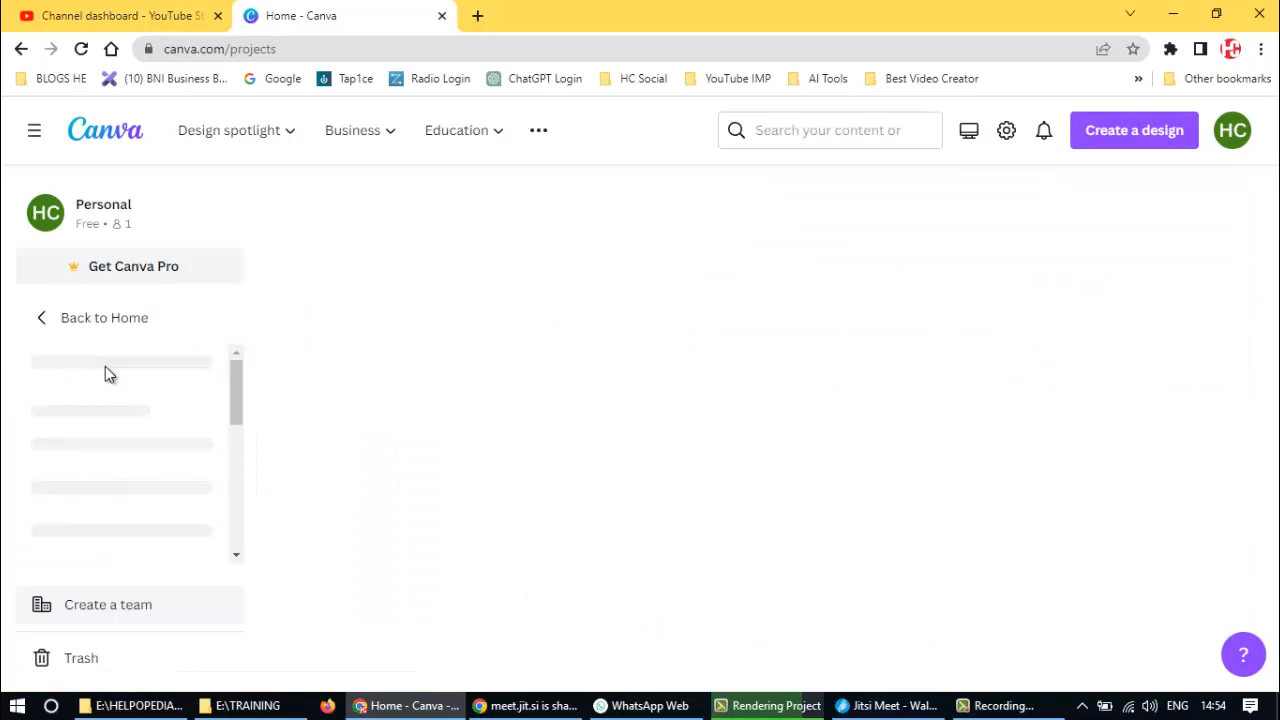 Channel dashboard - YouTube St
Home - Canva
canva.com/projects
BLOGS HE
(10) BNI Business B...
Google
Tap1ce
Radio Login
ChatGPT Login
HC Social
YouTube IMP
AI Tools
Best Video Creator
»
Other bookmarks
Canva
Design spotlight
Business
Education
Search your content or
Create a design
HC
HC
Personal
Free • 1
Get Canva Pro
Back to Home
Create a team
Trash
?
E:\HELPOPEDIA...
E:\TRAINING
Home - Canva -...
meet.jit.si is sha...
WhatsApp Web
Rendering Project
Jitsi Meet - Wal...
Recording...
ENG
14:54